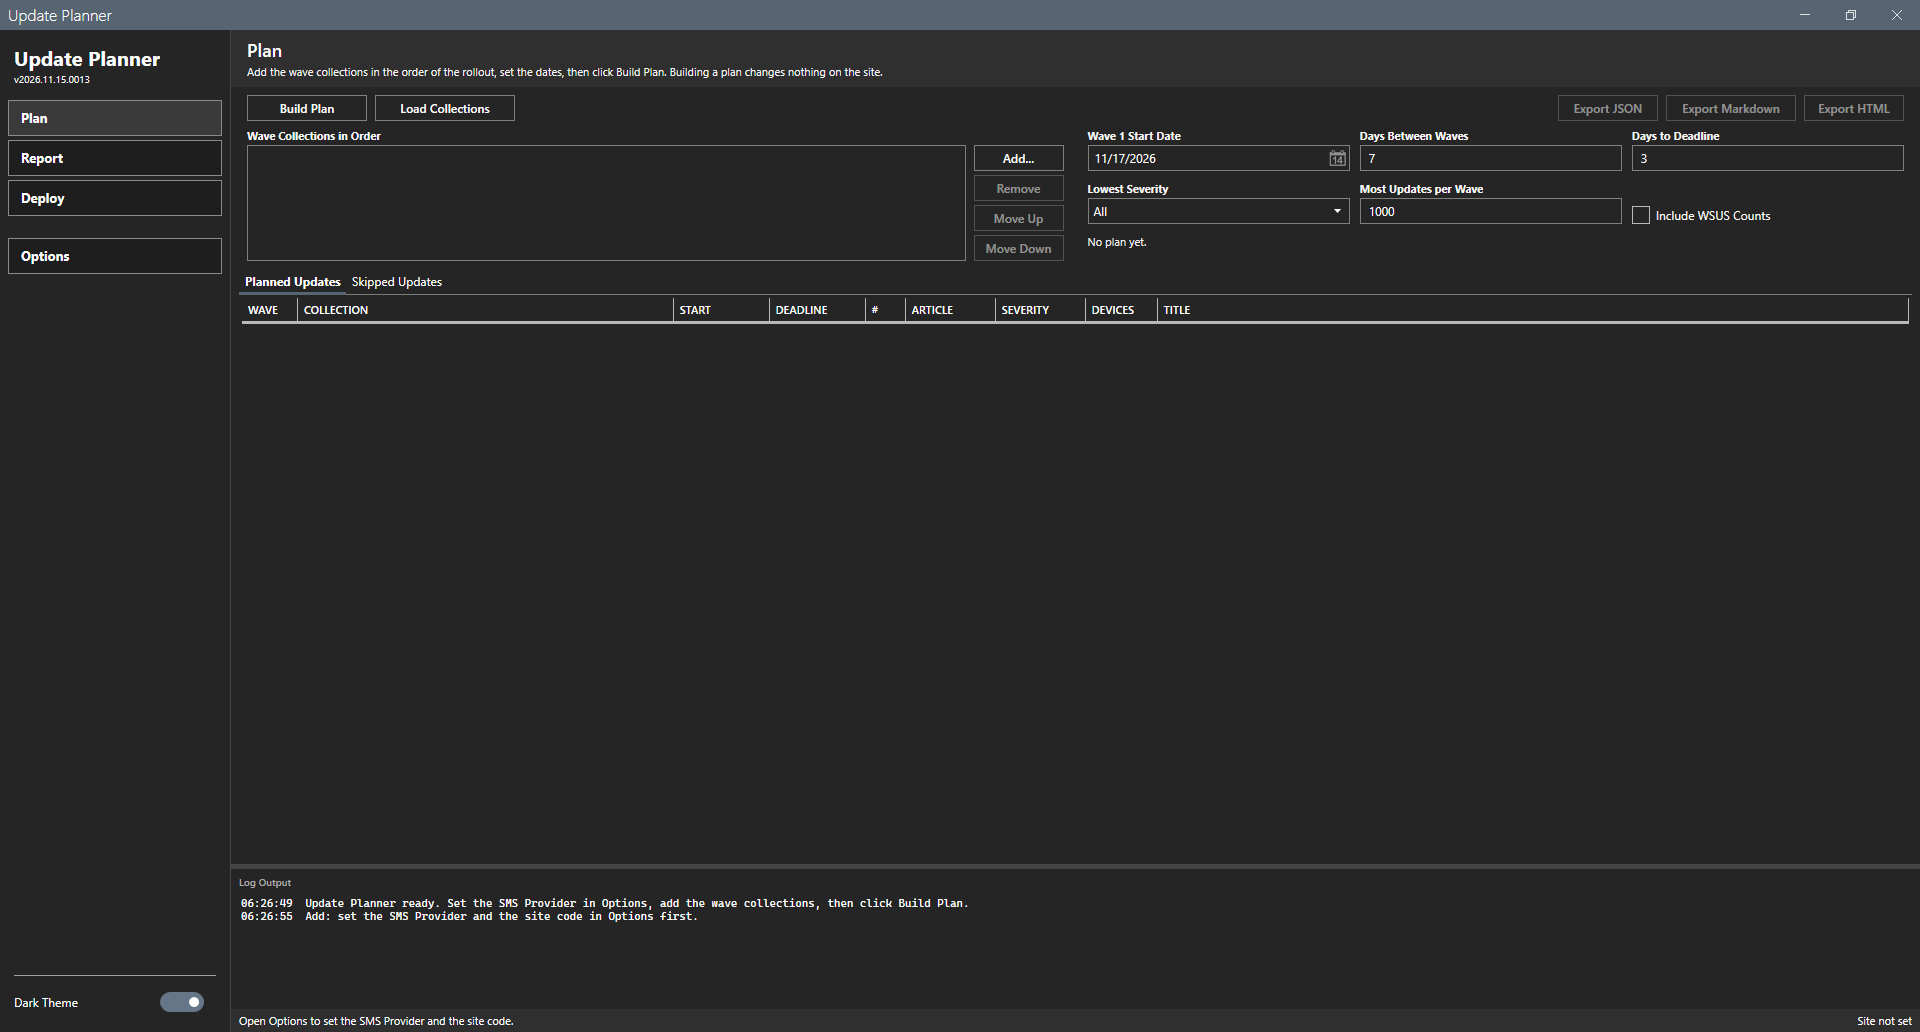 Update Planner
Update Planner
v2026.11.15.0013
Plan
Report
Deploy
Options
Dark Theme
Plan
Add the wave collections in the order of the rollout, set the dates, then click Build Plan. Building a plan changes nothing on the site.
Build Plan
Load Collections
Export JSON
Export Markdown
Export HTML
Wave Collections in Order
Add...
Remove
Move Up
Move Down
Wave 1 Start Date
11/17/2026
14
Days Between Waves
7
Days to Deadline
3
Lowest Severity
All
Most Updates per Wave
1000
Include WSUS Counts
No plan yet.
Planned Updates
Skipped Updates
WAVE
COLLECTION
START
DEADLINE
#
ARTICLE
SEVERITY
DEVICES
TITLE
Log Output
06:26:49 Update Planner ready. Set the SMS Provider in Options, add the wave collections, then click Build Plan.
06:26:55 Add: set the SMS Provider and the site code in Options first.
Open Options to set the SMS Provider and the site code.
Site not set